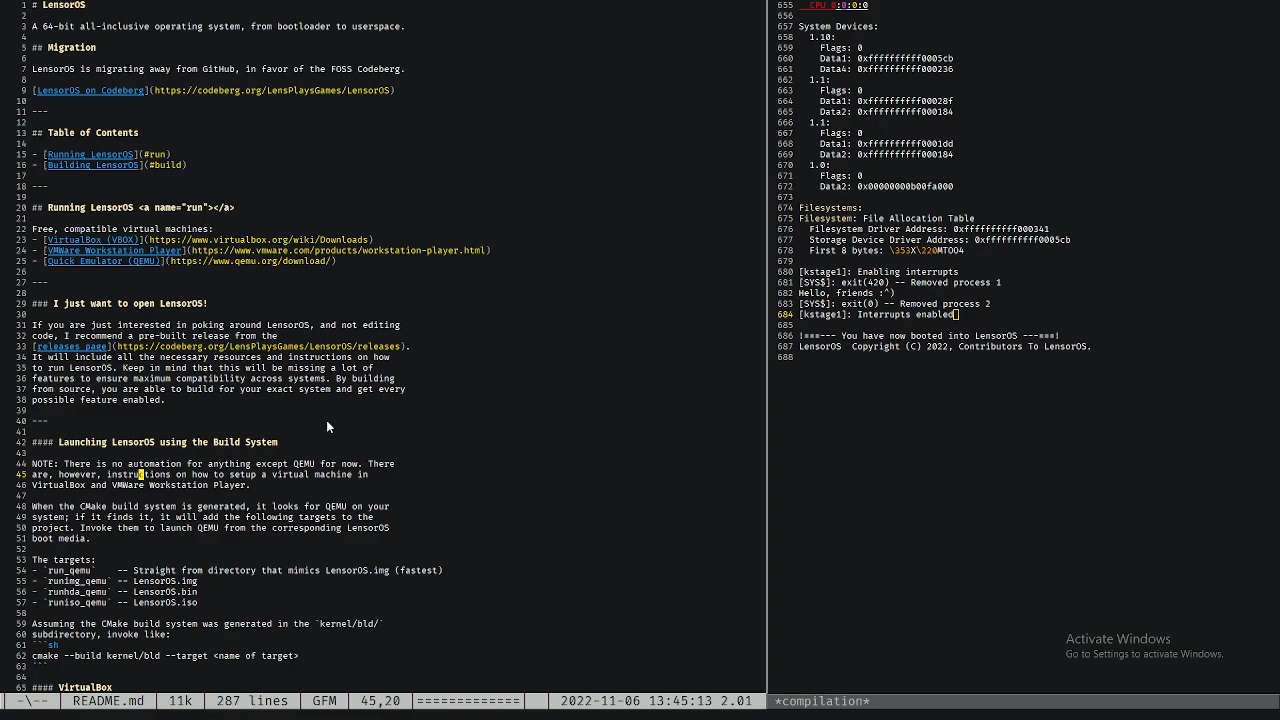 1 # LensorOS
2
3 A 64-bit all-inclusive operating system, from bootloader to userspace.
4
5 ## Migration
6
7 LensorOS is migrating away from GitHub, in favor of the FOSS Codeberg.
8
9 [LensorOS on Codeberg](https://codeberg.org/LensPlaysGames/LensorOS)
10
11 ---
12
13 ## Table of Contents
14
15 - [Running LensorOS](#run)
16 - [Building LensorOS](#build)
17
18 ---
19
20 ## Running LensorOS <a name="run"></a>
21
22 Free, compatible virtual machines:
23 - [VirtualBox (VBOX)](https://www.virtualbox.org/wiki/Downloads)
24 - [VMWare Workstation Player](https://www.vmware.com/products/workstation-player.html)
25 - [Quick Emulator (QEMU)](https://www.qemu.org/download/)
26
27 ---
28
29 ### I just want to open LensorOS!
30
31 If you are just interested in poking around LensorOS, and not editing
32 code, I recommend a pre-built release from the
33 [releases page](https://codeberg.org/LensPlaysGames/LensorOS/releases).
34 It will include all the necessary resources and instructions on how
35 to run LensorOS. Keep in mind that this will be missing a lot of
36 features to ensure maximum compatibility across systems. By building
37 from source, you are able to build for your exact system and get every
38 possible feature enabled.
39
40 ---
41
42 #### Launching LensorOS using the Build System
43
44 NOTE: There is no automation for anything except QEMU for now. There
45 are, however, instructions on how to setup a virtual machine in
46 VirtualBox and VMWare Workstation Player.
47
48 When the CMake build system is generated, it looks for QEMU on your
49 system; if it finds it, it will add the following targets to the
50 project. Invoke them to launch QEMU from the corresponding LensorOS
51 boot media.
52
53 The targets:
54 - `run_qemu`    -- Straight from directory that mimics LensorOS.img (fastest)
55 - `runimg_qemu` -- LensorOS.img
56 - `runhda_qemu` -- LensorOS.bin
57 - `runiso_qemu` -- LensorOS.iso
58
59 Assuming the CMake build system was generated in the `kernel/bld/`
60 subdirectory, invoke like:
61 ```sh
62 cmake --build kernel/bld --target <name of target>
63 ```
64
65 #### VirtualBox
-\-- README.md 11k 287 lines GFM 45,20 ============ 2022-11-06 13:45:13 2.01
655   CPU 0:0:0:0
656
657 System Devices:
658   1.10:
659     Flags: 0
660     Data1: 0xffffffffff0005cb
661     Data4: 0xffffffffff000236
662   1.1:
663     Flags: 0
664     Data1: 0xffffffffff00028f
665     Data2: 0xffffffffff000184
666   1.1:
667     Flags: 0
668     Data1: 0xffffffffff0001dd
669     Data2: 0xffffffffff000184
670   1.0:
671     Flags: 0
672     Data2: 0x00000000b00fa000
673
674 Filesystems:
675 Filesystem: File Allocation Table
676   Filesystem Driver Address: 0xffffffffff000341
677   Storage Device Driver Address: 0xffffffffff0005cb
678   First 8 bytes: \353X\220MTOO4
679
680 [kstage1]: Enabling interrupts
681 [SYS$]: exit(420) -- Removed process 1
682 Hello, friends :^)
683 [SYS$]: exit(0) -- Removed process 2
684 [kstage1]: Interrupts enabled
685
686 !===--- You have now booted into LensorOS ---===!
687 LensorOS  Copyright (C) 2022, Contributors To LensorOS.
688
Activate Windows
Go to Settings to activate Windows.
*compilation*